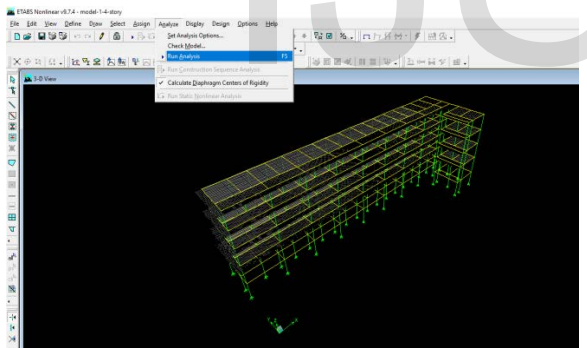 ETABS Nonlinear v9.7.4 - model-1-4-story
File Edit View Define Draw Select Assign Analyze Display Design Options Help
Set Analysis Options...
Check Model...
Run Analysis F5
Run Construction Sequence Analysis
Calculate Diaphragm Centers of Rigidity
Run Static Nonlinear Analysis
3-D View